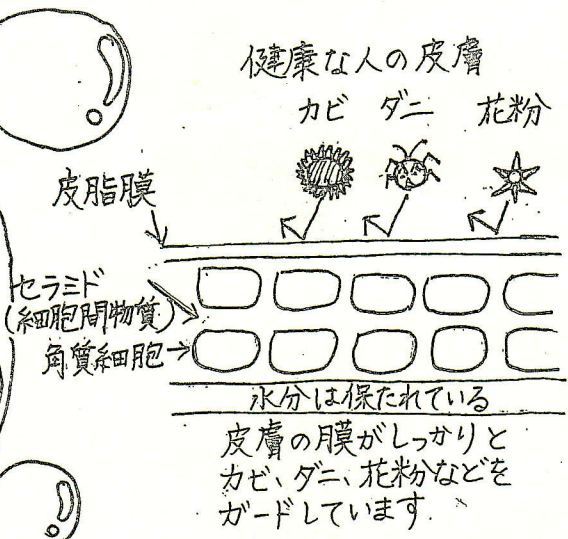 健康な人の皮膚
カビ ダニ 花粉
皮脂膜
セラミド
(細胞間物質)
角質細胞
水分は保たれている
皮膚の膜がしっかりと
カビ、ダニ、花粉などを
ガードしています.